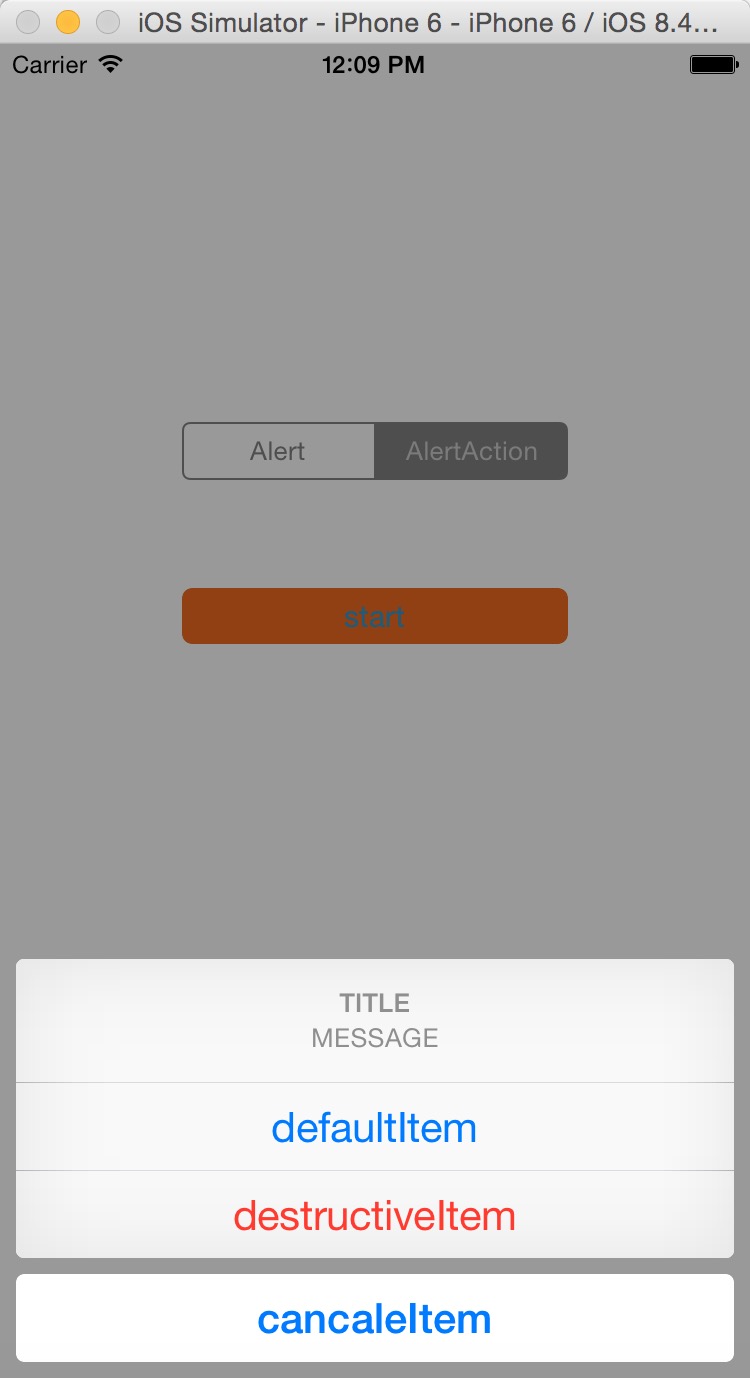 iOS Simulator - iPhone 6 - iPhone 6 / iOS 8.4...
Carrier 12:09 PM
Alert AlertAction
start
TITLE
MESSAGE
defaultItem
destructiveItem
cancaleItem